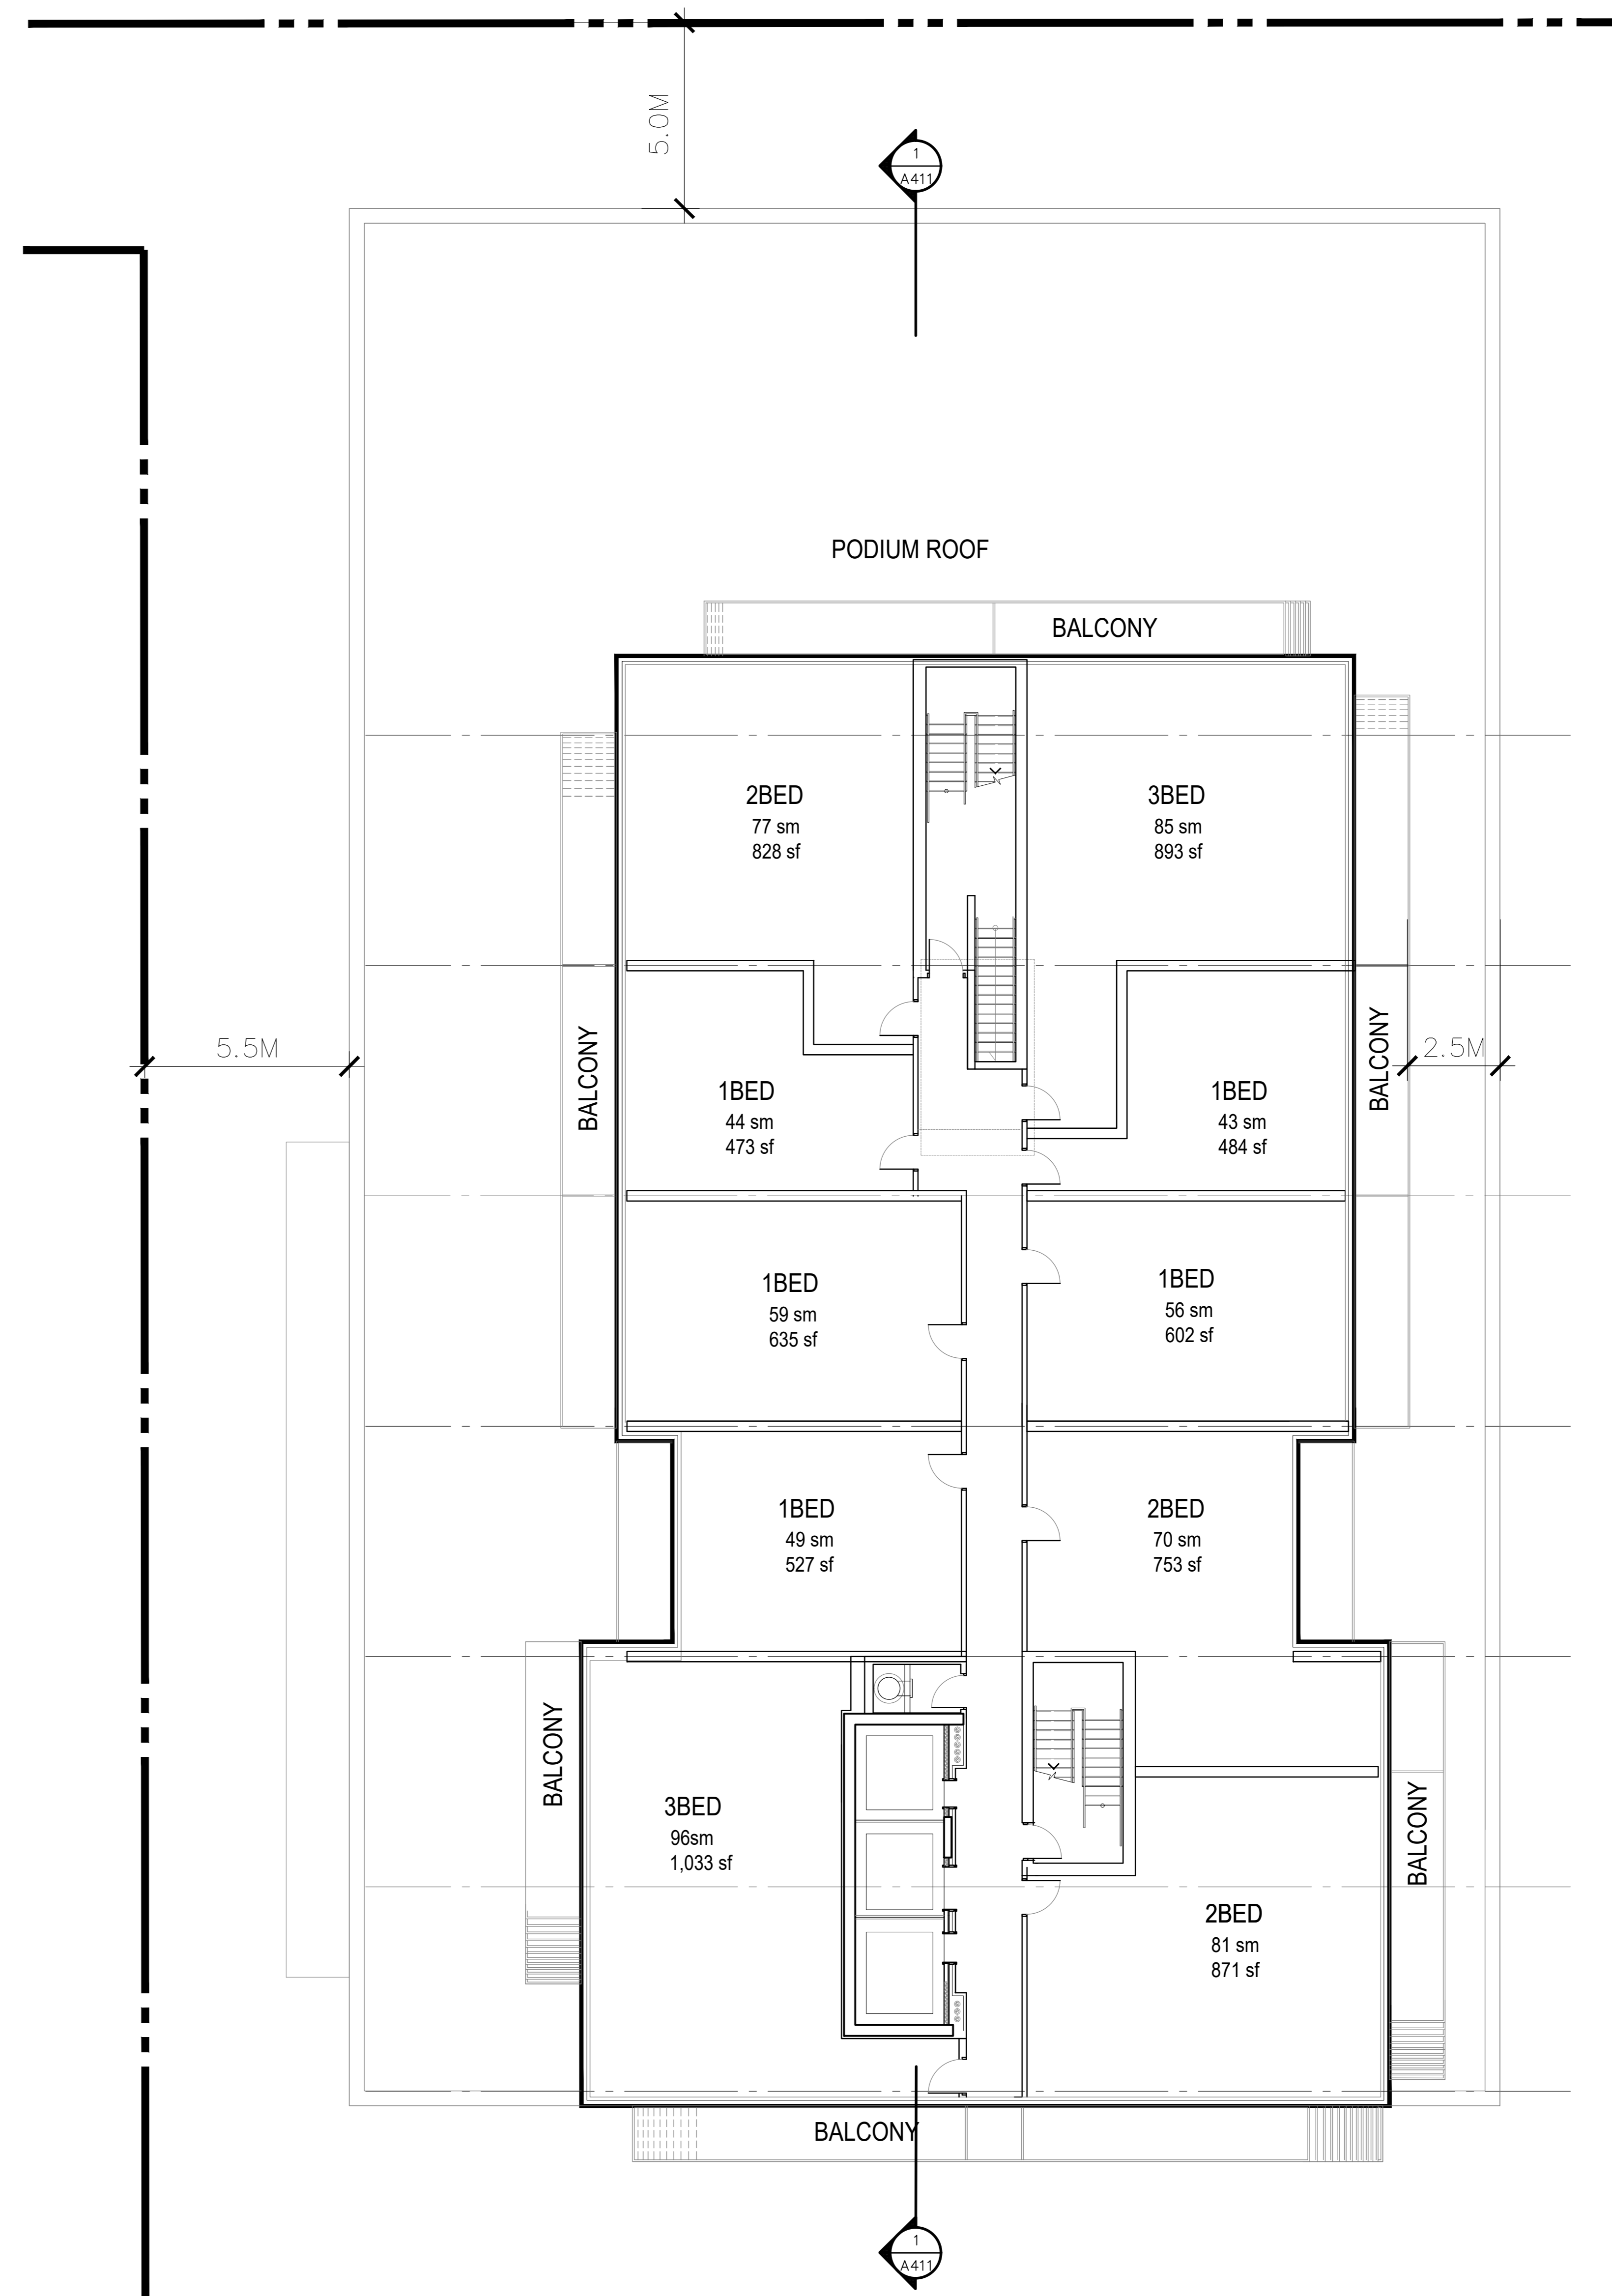 5.0M
1
A411
PODIUM ROOF
BALCONY
2BED
77 sm
828 sf
3BED
85 sm
893 sf
5.5M
BALCONY
BALCONY
2.5M
1BED
44 sm
473 sf
1BED
43 sm
484 sf
1BED
59 sm
635 sf
1BED
56 sm
602 sf
1BED
49 sm
527 sf
2BED
70 sm
753 sf
BALCONY
3BED
96sm
1,033 sf
BALCONY
2BED
81 sm
871 sf
BALCONY
1
A411